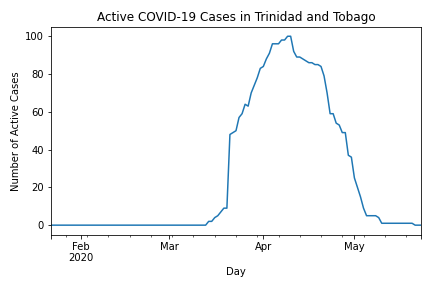 Active COVID-19 Cases in Trinidad and Tobago
Number of Active Cases
100
80
60
40
20
0
Feb
2020
Mar
Apr
May
Day